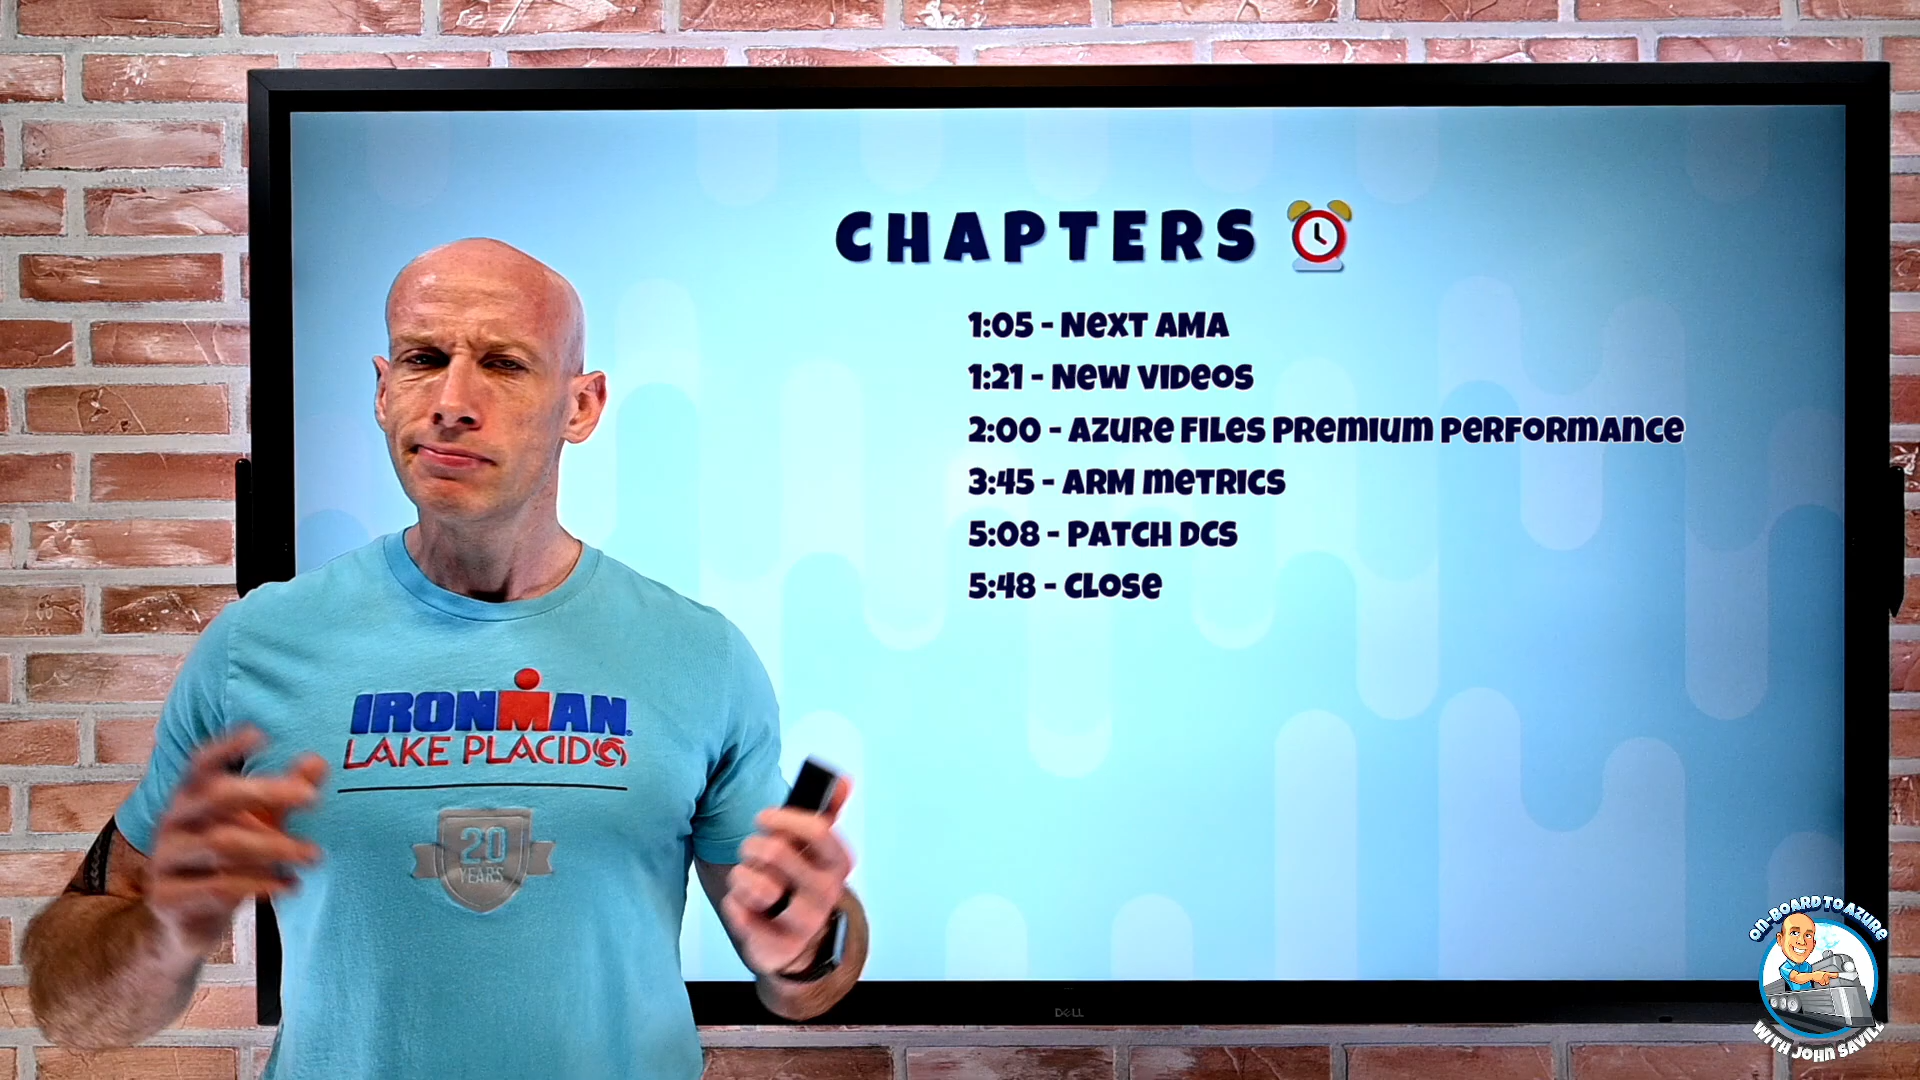 CHAPTERS
1:05 - Next AMA
1:21 - New videos
2:00 - Azure Files Premium Performance
3:45 - ARM metrics
5:08 - Patch DCs
5:48 - Close
IRONMAN
LAKE PLACID
20
YEARS
DELL
ON-BOARD TO AZURE
WITH JOHN SAVILL